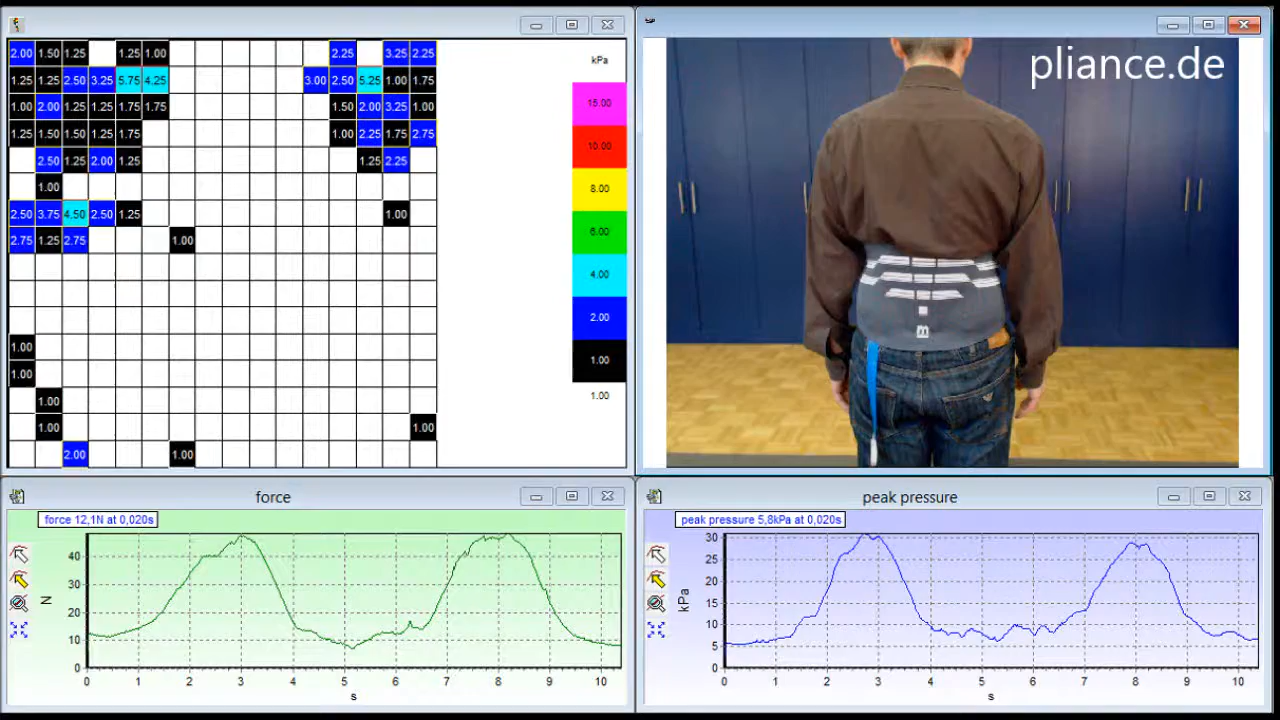 pliance.de
2.00 1.50 1.25 1.25 1.00 2.25 3.25 2.25
1.25 1.25 2.50 3.25 5.75 4.25 3.00 2.50 5.25 1.00 1.75
1.00 2.00 1.25 1.25 1.75 1.75 1.50 2.00 3.25 1.00
1.25 1.50 1.50 1.25 1.75 1.00 2.25 1.75 2.75
2.50 1.25 2.00 1.25 1.25 2.25
1.00
2.50 3.75 4.50 2.50 1.25 1.00
2.75 1.25 2.75 1.00
1.00
1.00
1.00
1.00 1.00
2.00 1.00
kPa
15.00
10.00
8.00
6.00
4.00
2.00
1.00
1.00
force
force 12,1N at 0,020s
40
30
20
10
0
N
0 1 2 3 4 5 6 7 8 9 10
s
peak pressure
peak pressure 5,8kPa at 0,020s
30
25
20
15
10
5
0
kPa
0 1 2 3 4 5 6 7 8 9 10
s